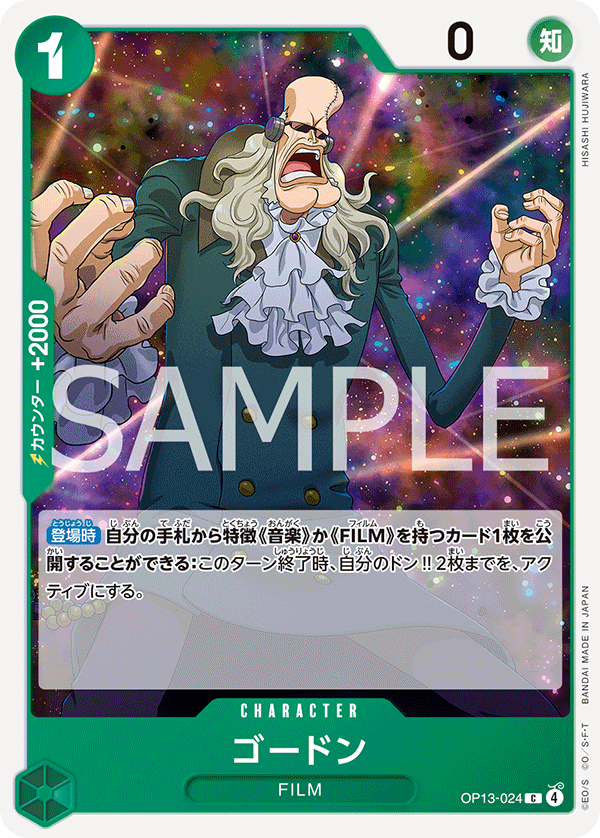 1
0
知
HISASHI HUJIWARA
カウンター +2000
SAMPLE
登場時 自分の手札から特徴《音楽》か《FILM》を持つカード1枚を公
開することができる：このターン終了時、自分のドン!!2枚までを、アク
ティブにする。
CHARACTER
ゴードン
FILM
OP13-024 C 4
©E.O/S ©O/S･F･T BANDAI MADE IN JAPAN